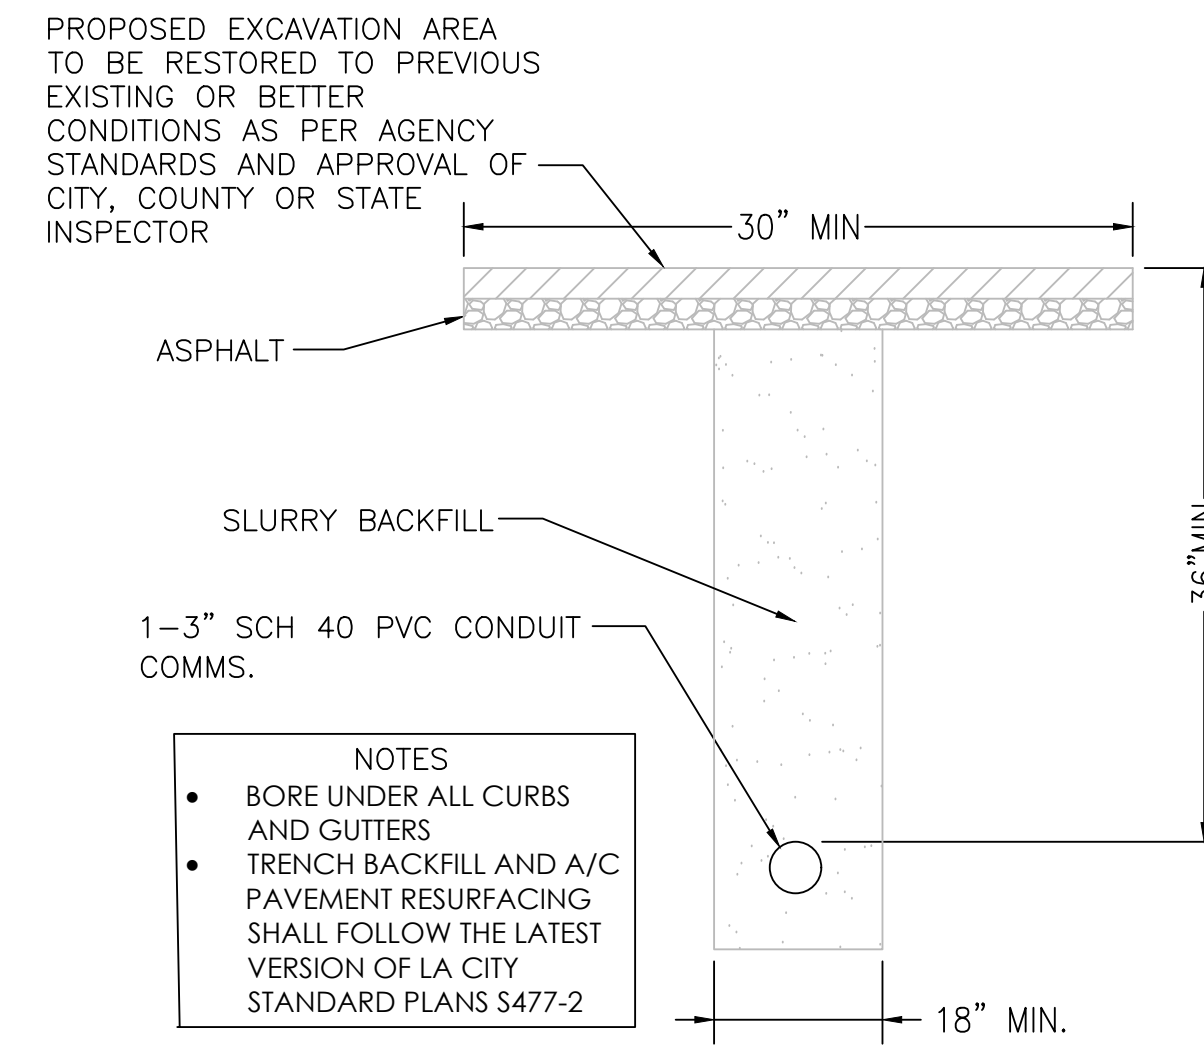 PROPOSED EXCAVATION AREA
TO BE RESTORED TO PREVIOUS
EXISTING OR BETTER
CONDITIONS AS PER AGENCY
STANDARDS AND APPROVAL OF
CITY, COUNTY OR STATE
INSPECTOR
30” MIN
ASPHALT
SLURRY BACKFILL
36”MIN
1-3” SCH 40 PVC CONDUIT
COMMS.
NOTES
• BORE UNDER ALL CURBS
AND GUTTERS
• TRENCH BACKFILL AND A/C
PAVEMENT RESURFACING
SHALL FOLLOW THE LATEST
VERSION OF LA CITY
STANDARD PLANS S477-2
18” MIN.